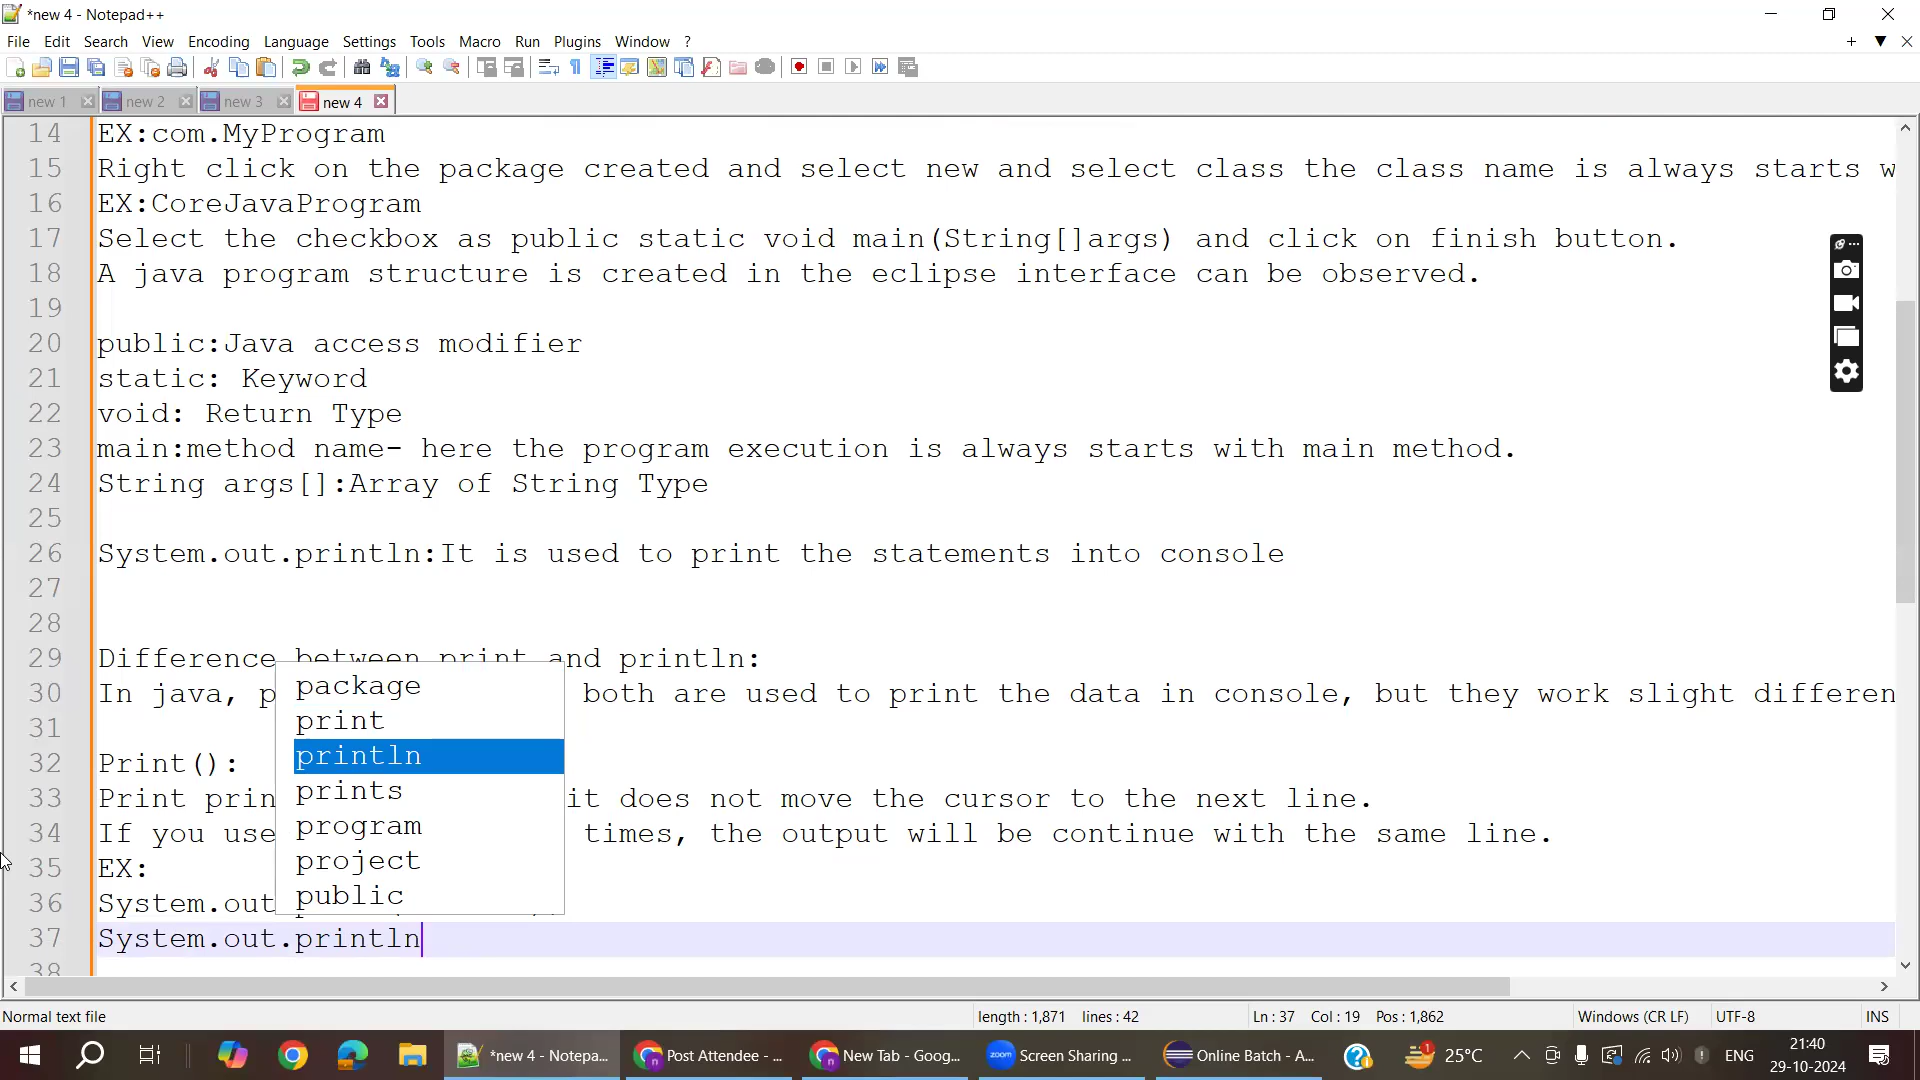 *new 4 - Notepad++
File Edit Search View Encoding Language Settings Tools Macro Run Plugins Window ?
new 1 new 2 new 3 new 4
14 EX:com.MyProgram
15 Right click on the package created and select new and select class the class name is always starts w
16 EX:CoreJavaProgram
17 Select the checkbox as public static void main(String[]args) and click on finish button.
18 A java program structure is created in the eclipse interface can be observed.
19
20 public:Java access modifier
21 static: Keyword
22 void: Return Type
23 main:method name- here the program execution is always starts with main method.
24 String args[]:Array of String Type
25
26 System.out.println:It is used to print the statements into console
27
28
29 Difference between print and println:
30 In java, p both are used to print the data in console, but they work slight differen
31
32 Print():
33 Print prin it does not move the cursor to the next line.
34 If you use times, the output will be continue with the same line.
35 EX:
36 System.out
37 System.out.println
38
package
print
println
prints
program
project
public
Normal text file length : 1,871 lines : 42 Ln : 37 Col : 19 Pos : 1,862 Windows (CR LF) UTF-8 INS
*new 4 - Notepa... Post Attendee - ... New Tab - Goog... zoom Screen Sharing ... Online Batch - A... 1 25°C ENG 21:40
29-10-2024